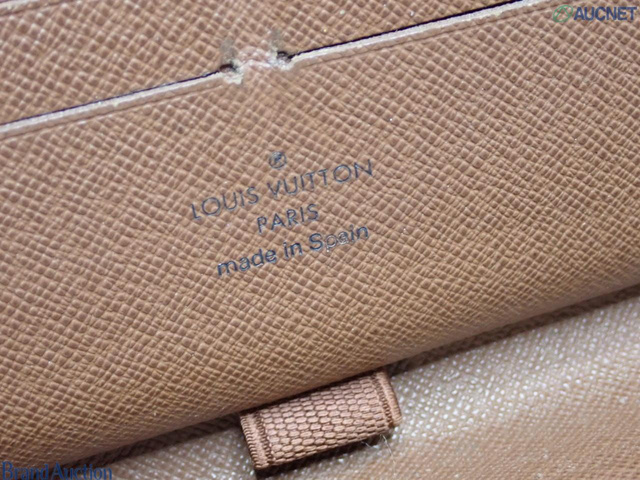 AUCNET
®
LOUIS VUITTON
PARIS
made in Spain
Brand Auction